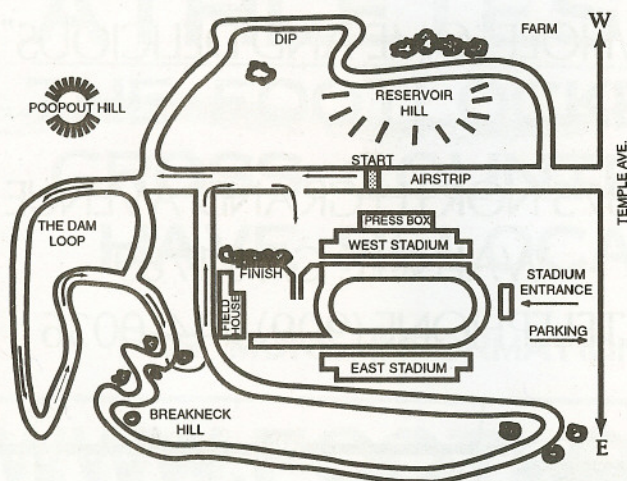 DIP
FARM
W
POOPOUT HILL
RESERVOIR
HILL
START
AIRSTRIP
TEMPLE AVE.
PRESS BOX
WEST STADIUM
THE DAM
LOOP
FINISH
FIELD
HOUSE
STADIUM
ENTRANCE
PARKING
EAST STADIUM
BREAKNECK
HILL
E